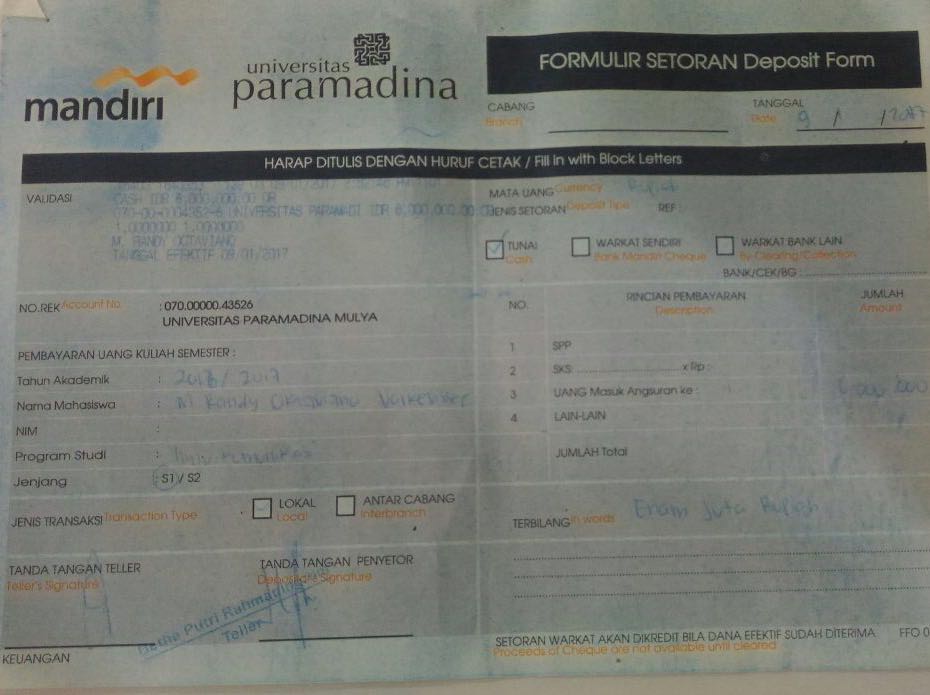 mandiri
universitas
paramadina
FORMULIR SETORAN Deposit Form
CABANG
Branch
TANGGAL
Date 9 / 1 / 2017
HARAP DITULIS DENGAN HURUF CETAK / Fill in with Block Letters
VALIDASI
CASH IDR 6,000,000.00 DR
070-00-0004352-6 UNIVERSITAS PARAMADI IDR 6,000,000.00
1.0000000 1.0000000
M. RANDY OCTAVIANO
TANGGAL EFEKTIF 09/01/2017
MATA UANG Currency Rupiah
JENIS SETORAN Deposit Type REF :
TUNAI
Cash
WARKAT SENDIRI
Bank Mandiri Cheque
WARKAT BANK LAIN
By Clearing/Collection
BANK/CEK/BG :
NO.REK Account No. : 070.00000.43526
UNIVERSITAS PARAMADINA MULYA
PEMBAYARAN UANG KULIAH SEMESTER :
Tahun Akademik : 2016 / 2017
Nama Mahasiswa : M Randy Oktaviano
NIM :
Program Studi :
Jenjang : S1 / S2
NO. RINCIAN PEMBAYARAN JUMLAH
Description Amount
1 SPP
2 SKS x Rp :
3 UANG Masuk Angsuran ke : 6.000.000
4 LAIN-LAIN
JUMLAH Total
JENIS TRANSAKSI Transaction Type
LOKAL
Local
ANTAR CABANG
Interbranch
TERBILANG In words Enam Juta Rupiah
TANDA TANGAN TELLER
Teller's Signature
TANDA TANGAN PENYETOR
Depositor's Signature
Putri Rahmad
Teller
KEUANGAN
SETORAN WARKAT AKAN DIKREDIT BILA DANA EFEKTIF SUDAH DITERIMA FFO 0
Proceeds of Cheque are not available until cleared